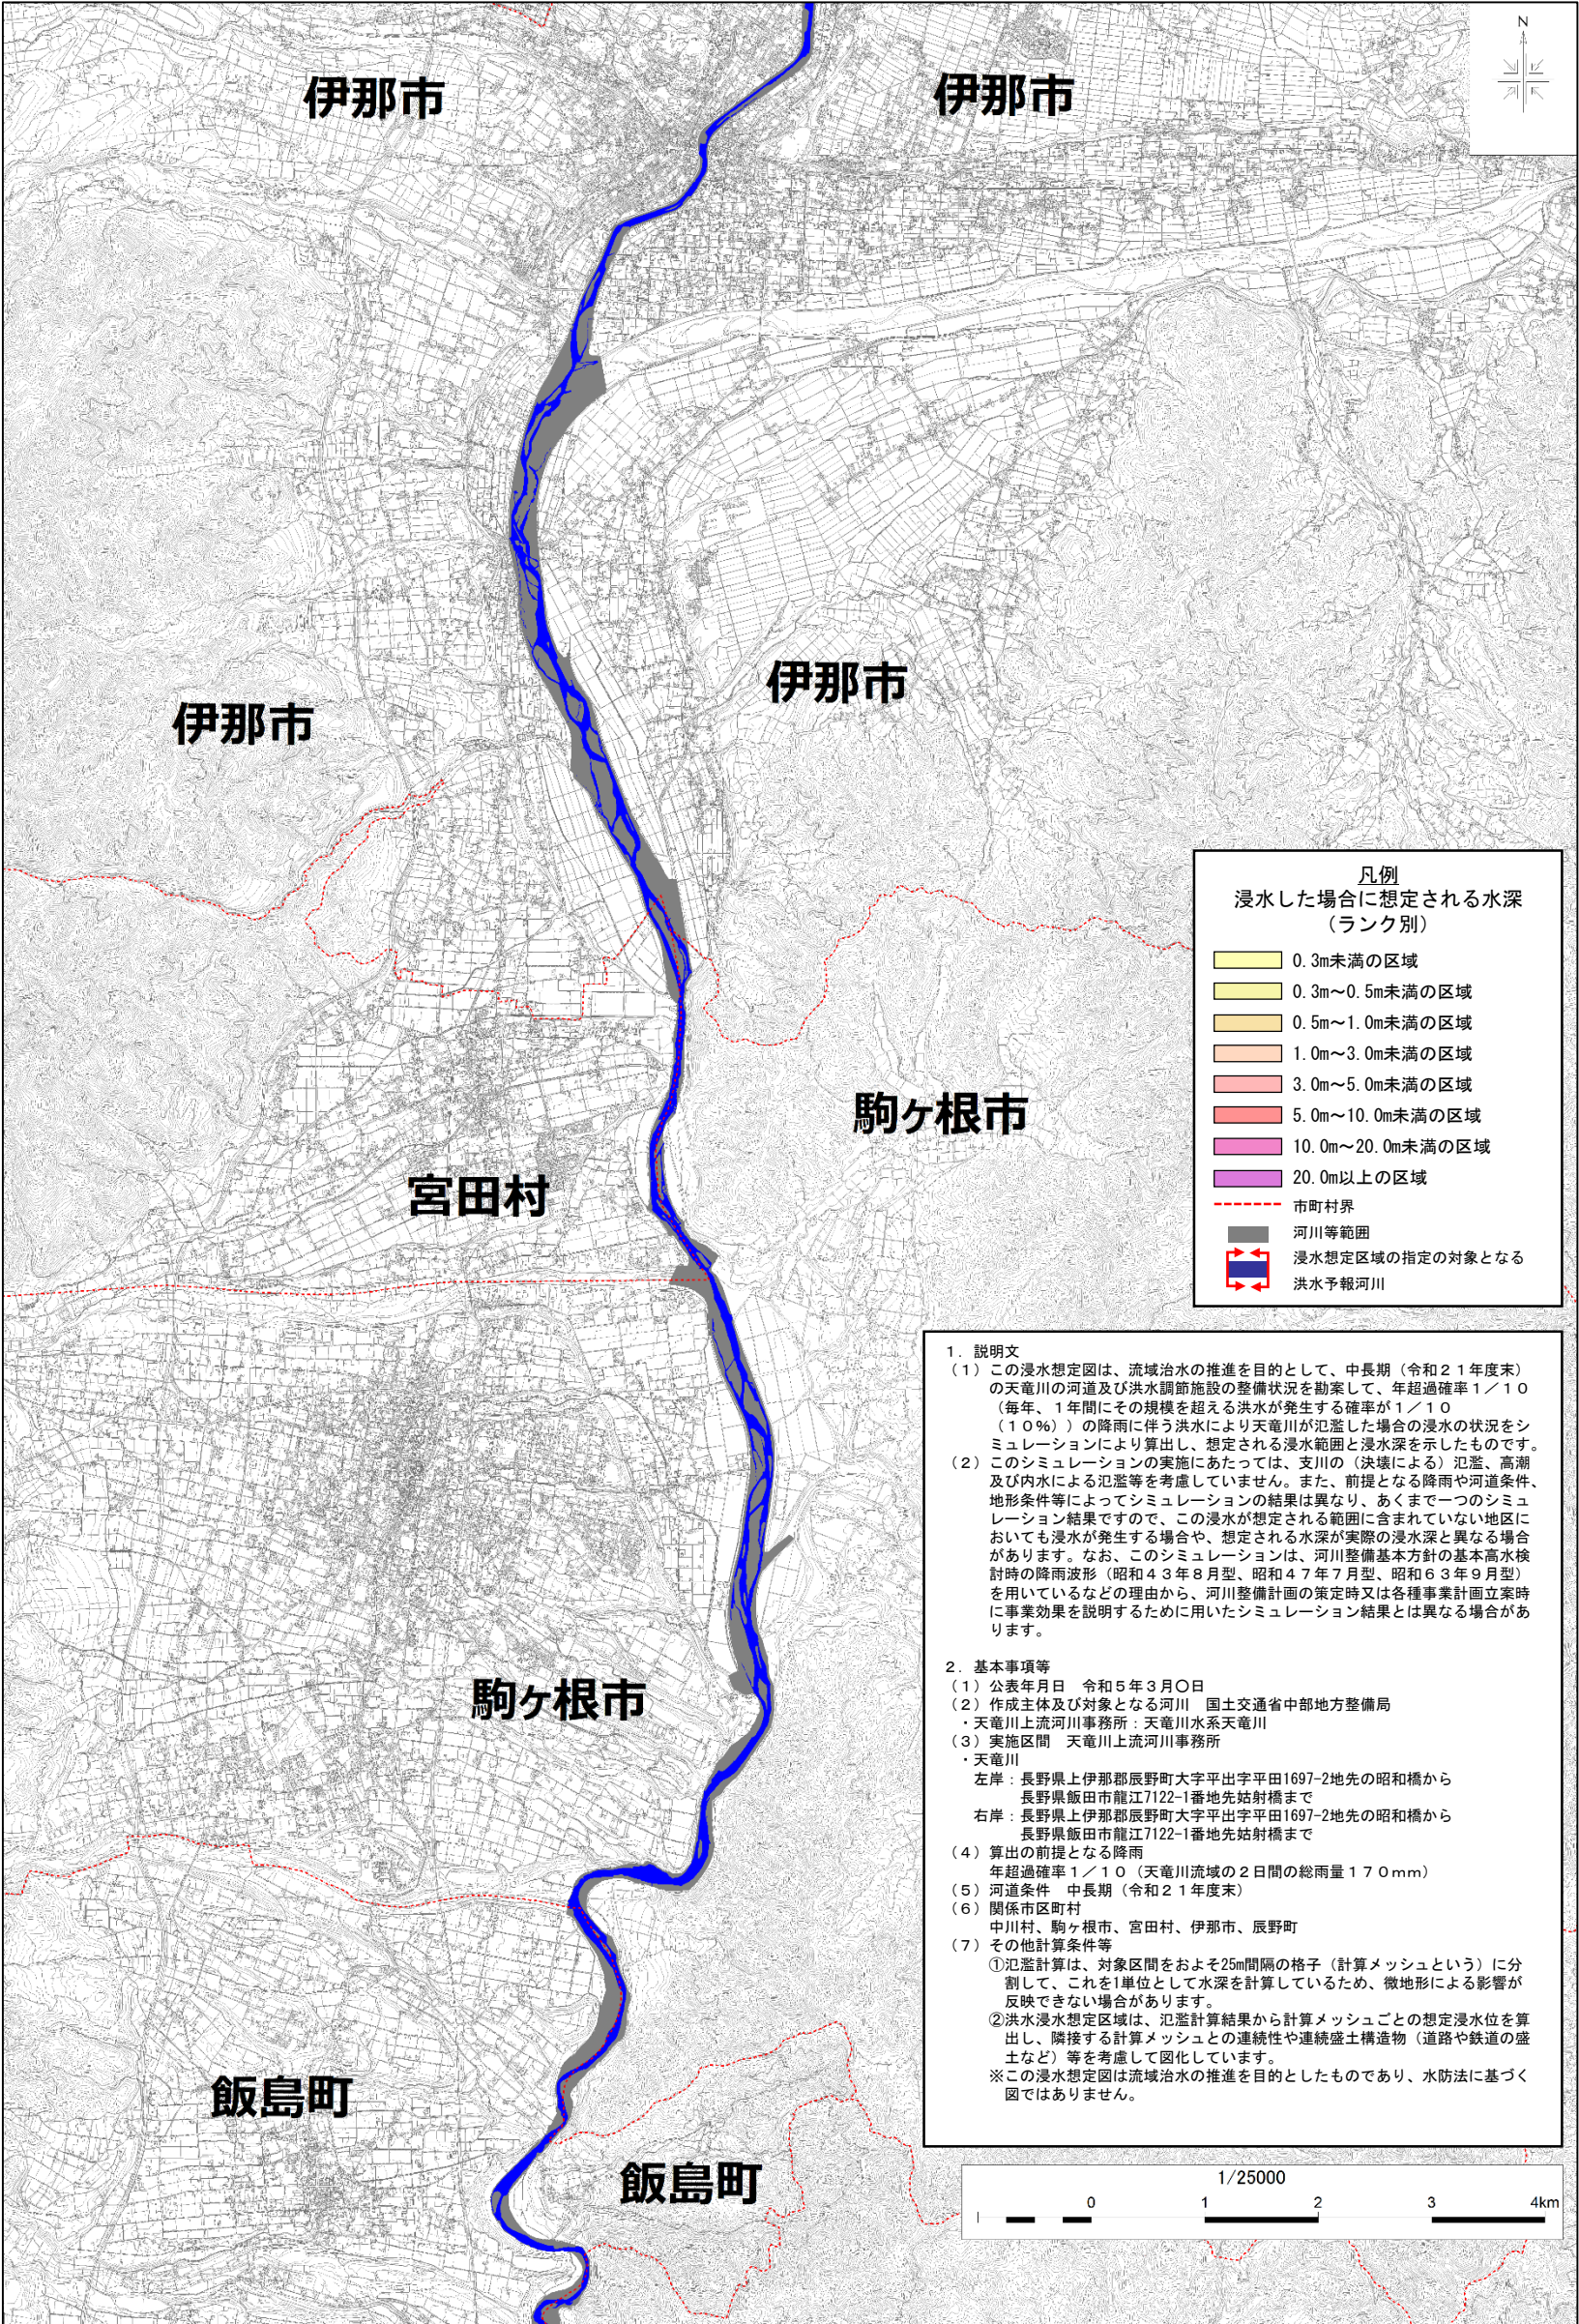 N
伊那市
伊那市
伊那市
伊那市
駒ヶ根市
宮田村
駒ヶ根市
飯島町
飯島町
凡例
浸水した場合に想定される水深
（ランク別）
0.3m未満の区域
0.3m～0.5m未満の区域
0.5m～1.0m未満の区域
1.0m～3.0m未満の区域
3.0m～5.0m未満の区域
5.0m～10.0m未満の区域
10.0m～20.0m未満の区域
20.0m以上の区域
市町村界
河川等範囲
浸水想定区域の指定の対象となる
洪水予報河川
１．説明文
（１）この浸水想定図は、流域治水の推進を目的として、中長期（令和２１年度末）
の天竜川の河道及び洪水調節施設の整備状況を勘案して、年超過確率１／１０
（毎年、１年間にその規模を超える洪水が発生する確率が１／１０
（１０％））の降雨に伴う洪水により天竜川が氾濫した場合の浸水の状況をシ
ミュレーションにより算出し、想定される浸水範囲と浸水深を示したものです。
（２）このシミュレーションの実施にあたっては、支川の（決壊による）氾濫、高潮
及び内水による氾濫等を考慮していません。また、前提となる降雨や河道条件、
地形条件等によってシミュレーションの結果は異なり、あくまで一つのシミュ
レーション結果ですので、この浸水が想定される範囲に含まれていない地区に
おいても浸水が発生する場合や、想定される水深が実際の浸水深と異なる場合
があります。なお、このシミュレーションは、河川整備基本方針の基本高水検
討時の降雨波形（昭和４３年８月型、昭和４７年７月型、昭和６３年９月型）
を用いているなどの理由から、河川整備計画の策定時又は各種事業計画立案時
に事業効果を説明するために用いたシミュレーション結果とは異なる場合があ
ります。
２．基本事項等
（１）公表年月日　令和５年３月〇日
（２）作成主体及び対象となる河川　国土交通省中部地方整備局
・天竜川上流河川事務所：天竜川水系天竜川
（３）実施区間　天竜川上流河川事務所
・天竜川
左岸：長野県上伊那郡辰野町大字平出字平田1697-2地先の昭和橋から
長野県飯田市龍江7122-1番地先姑射橋まで
右岸：長野県上伊那郡辰野町大字平出字平田1697-2地先の昭和橋から
長野県飯田市龍江7122-1番地先姑射橋まで
（４）算出の前提となる降雨
年超過確率１／１０（天竜川流域の２日間の総雨量１７０mm）
（５）河道条件　中長期（令和２１年度末）
（６）関係市区町村
中川村、駒ヶ根市、宮田村、伊那市、辰野町
（７）その他計算条件等
①氾濫計算は、対象区間をおよそ25m間隔の格子（計算メッシュという）に分
割して、これを1単位として水深を計算しているため、微地形による影響が
反映できない場合があります。
②洪水浸水想定区域は、氾濫計算結果から計算メッシュごとの想定浸水位を算
出し、隣接する計算メッシュとの連続性や連続盛土構造物（道路や鉄道の盛
土など）等を考慮して図化しています。
※この浸水想定図は流域治水の推進を目的としたものであり、水防法に基づく
図ではありません。
1/25000
0 1 2 3 4km